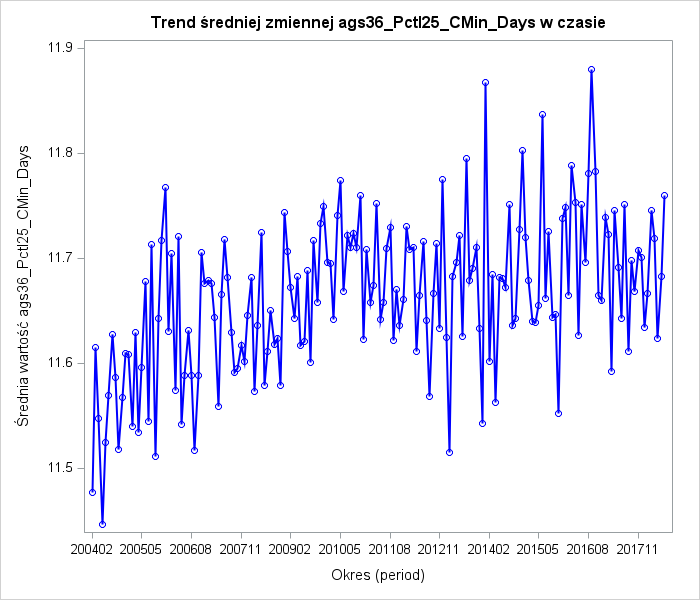 Trend średniej zmiennej ags36_Pctl25_CMin_Days w czasie
Średnia wartość ags36_Pctl25_CMin_Days
11.9
11.8
11.7
11.6
11.5
200402 200505 200608 200711 200902 201005 201108 201211 201402 201505 201608 201711
Okres (period)